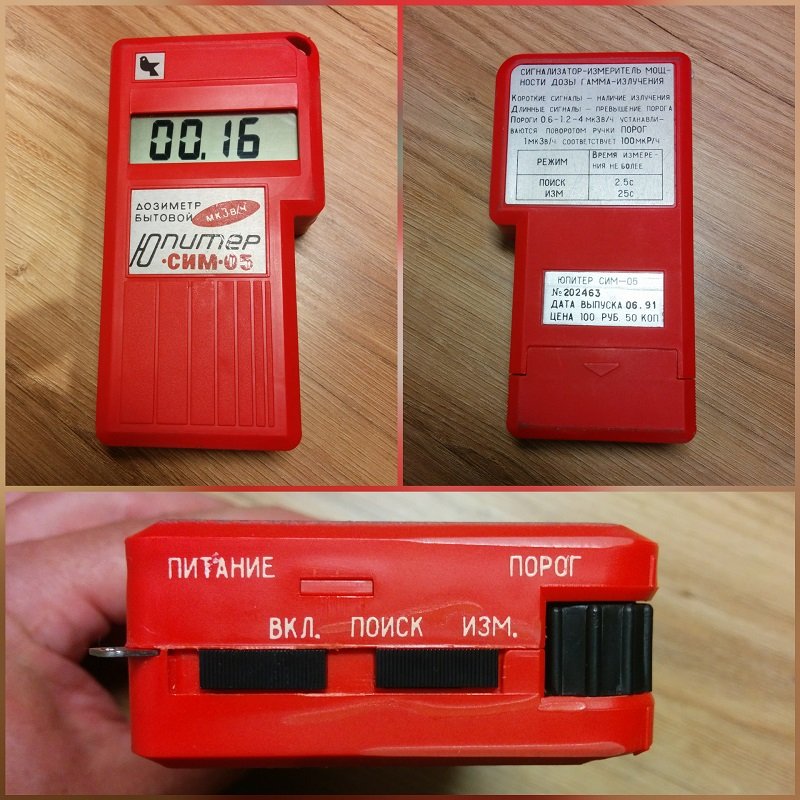 00.16
ДОЗИМЕТР
БЫТОВОЙ мкЗв/ч
Юпитер
·СИМ·05
СИГНАЛИЗАТОР-ИЗМЕРИТЕЛЬ МОЩ-
НОСТИ ДОЗЫ ГАММА-ИЗЛУЧЕНИЯ
КОРОТКИЕ СИГНАЛЫ – НАЛИЧИЕ ИЗЛУЧЕНИЯ
ДЛИННЫЕ СИГНАЛЫ – ПРЕВЫШЕНИЕ ПОРОГА
ПОРОГИ 0.6-1.2-4 мкЗв/ч УСТАНАВЛИ-
ВАЮТСЯ ПОВОРОТОМ РУЧКИ ПОРОГ
1мкЗв/ч СООТВЕТСТВУЕТ 100мкР/ч
РЕЖИМ ВРЕМЯ ИЗМЕРЕ-
НИЯ НЕ БОЛЕЕ
ПОИСК 2.5с
ИЗМ 25с
ЮПИТЕР СИМ–05
№202463
ДАТА ВЫПУСКА 06.91
ЦЕНА 100 РУБ. 50 КОП
ПИТАНИЕ ПОРОГ
ВКЛ. ПОИСК ИЗМ.